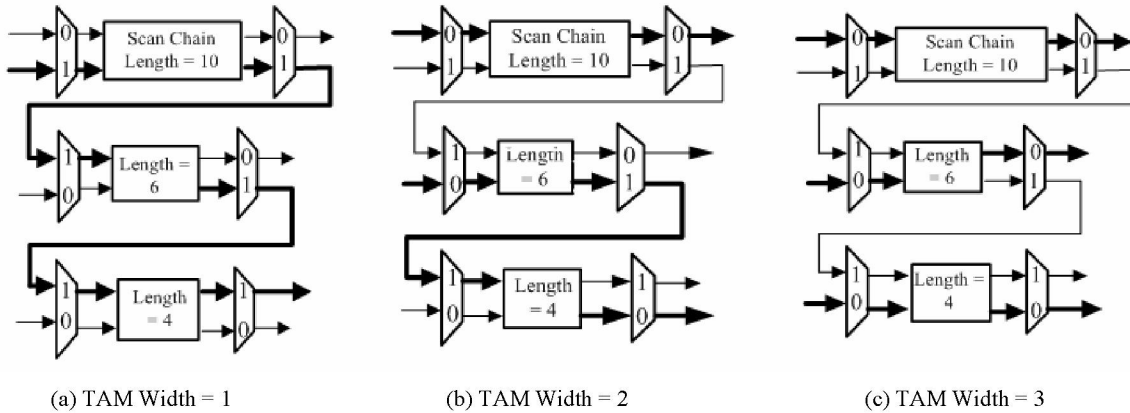 0
1
Scan Chain
Length = 10
0
1
1
0
Length =
6
0
1
1
0
Length
= 4
1
0
(a) TAM Width = 1
0
1
Scan Chain
Length = 10
0
1
1
0
Length
= 6
0
1
1
0
Length
= 4
1
0
(b) TAM Width = 2
0
1
Scan Chain
Length = 10
0
1
1
0
Length
= 6
0
1
1
0
Length =
4
1
0
(c) TAM Width = 3